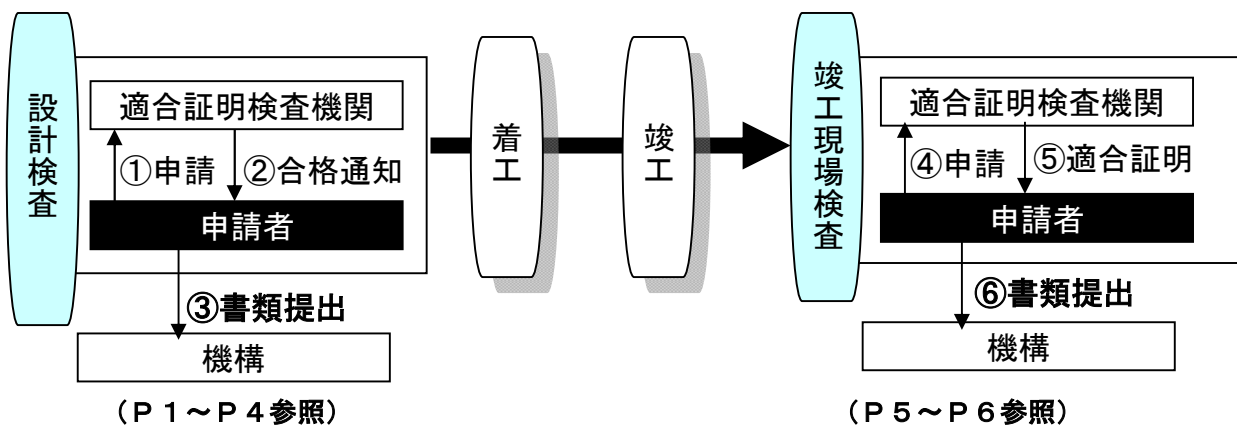 設計検査
適合証明検査機関
①申請
②合格通知
申請者
③書類提出
機構
（Ｐ１～Ｐ４参照）
着工
竣工
竣工現場検査
適合証明検査機関
④申請
⑤適合証明
申請者
⑥書類提出
機構
（Ｐ５～Ｐ６参照）